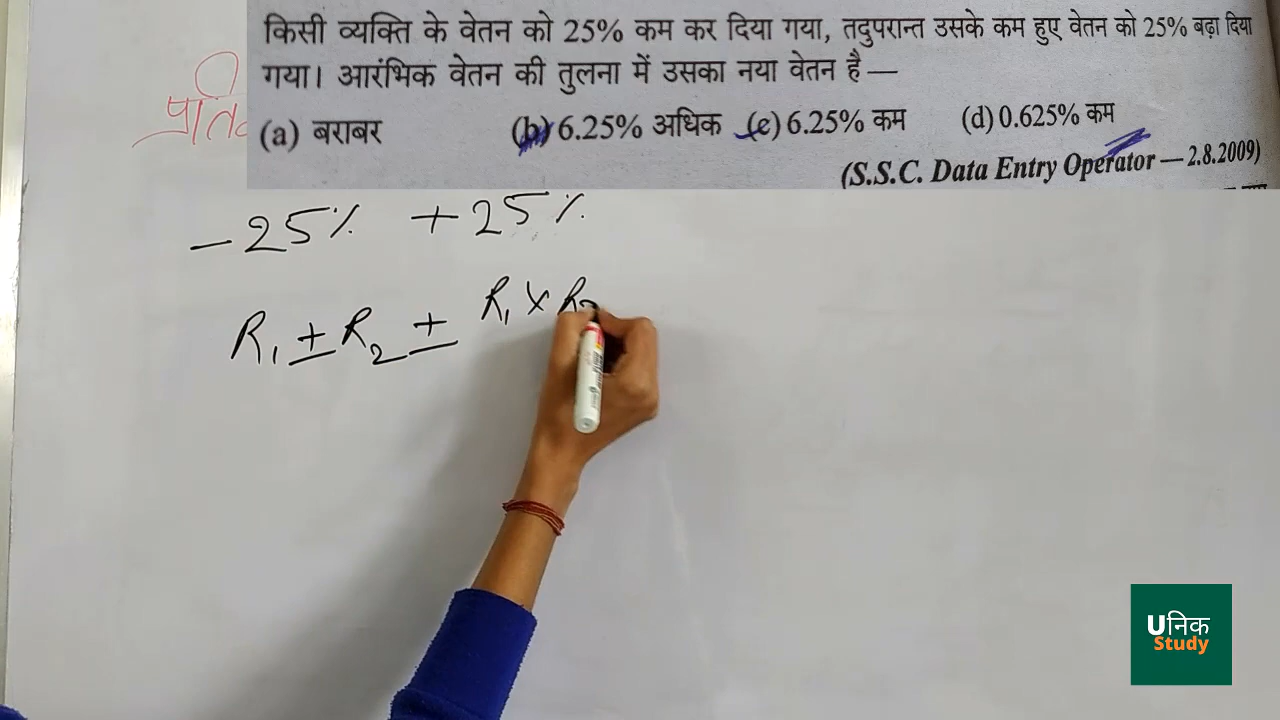 किसी व्यक्ति के वेतन को 25% कम कर दिया गया, तदुपरान्त उसके कम हुए वेतन को 25% बढ़ा दिया
गया। आरंभिक वेतन की तुलना में उसका नया वेतन है —
(a) बराबर (b) 6.25% अधिक (c) 6.25% कम (d) 0.625% कम
(S.S.C. Data Entry Operator — 2.8.2009)
-25% +25%
R₁ ± R₂ ± R₁ × R₂
Uनिक
Study